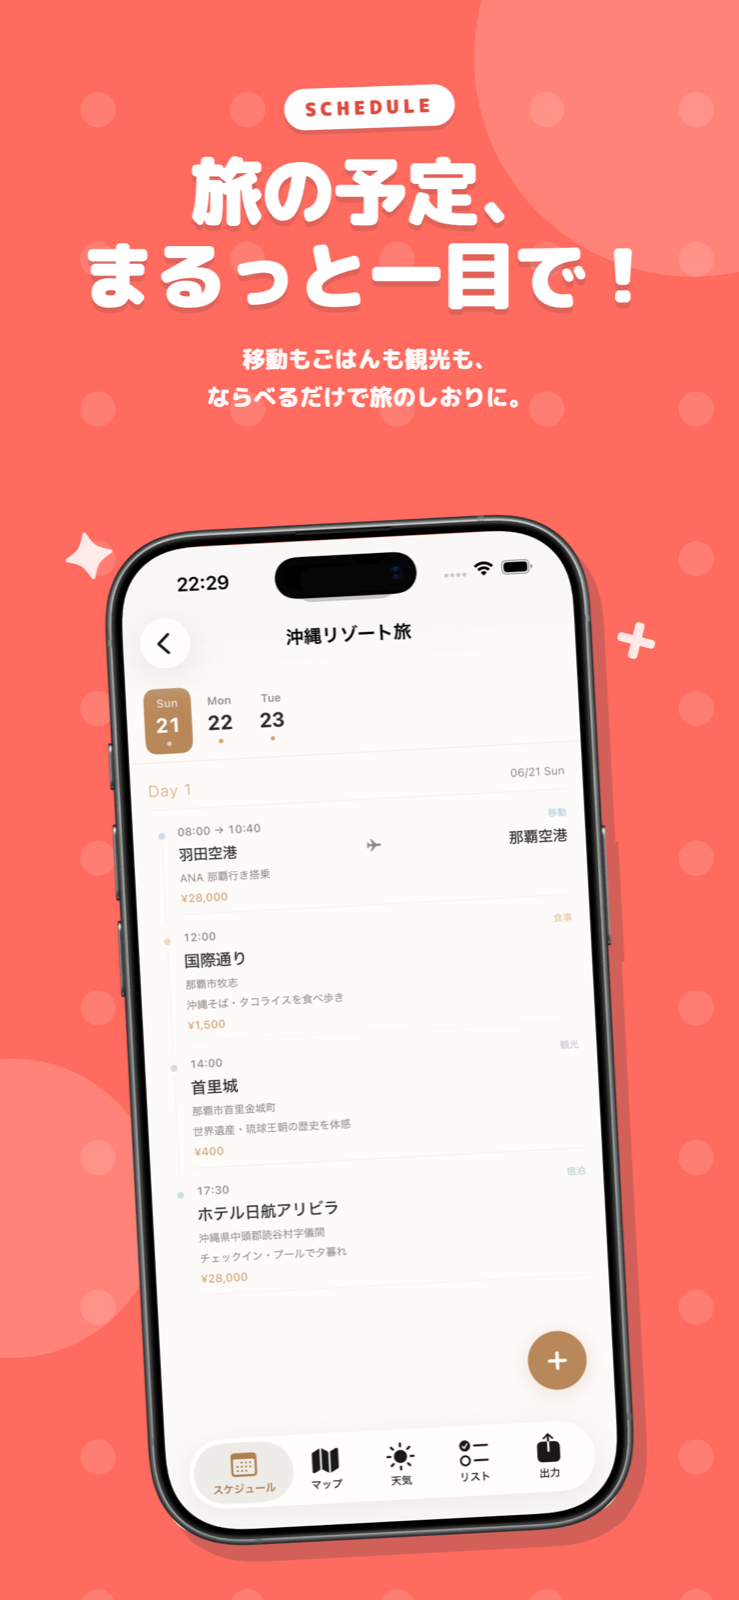 SCHEDULE
旅の予定、
まるっと一目で！
移動もごはんも観光も、
ならべるだけで旅のしおりに。
22:29
沖縄リゾート旅
Sun
21
Mon
22
Tue
23
Day 1
06/21 Sun
08:00 → 10:40
移動
羽田空港
那覇空港
ANA 那覇行き搭乗
¥28,000
12:00
食事
国際通り
那覇市牧志
沖縄そば・タコライスを食べ歩き
¥1,500
14:00
観光
首里城
那覇市首里金城町
世界遺産・琉球王朝の歴史を体感
¥400
17:30
宿泊
ホテル日航アリビラ
沖縄県中頭郡読谷村字儀間
チェックイン・プールで夕暮れ
¥28,000
スケジュール
マップ
天気
リスト
出力